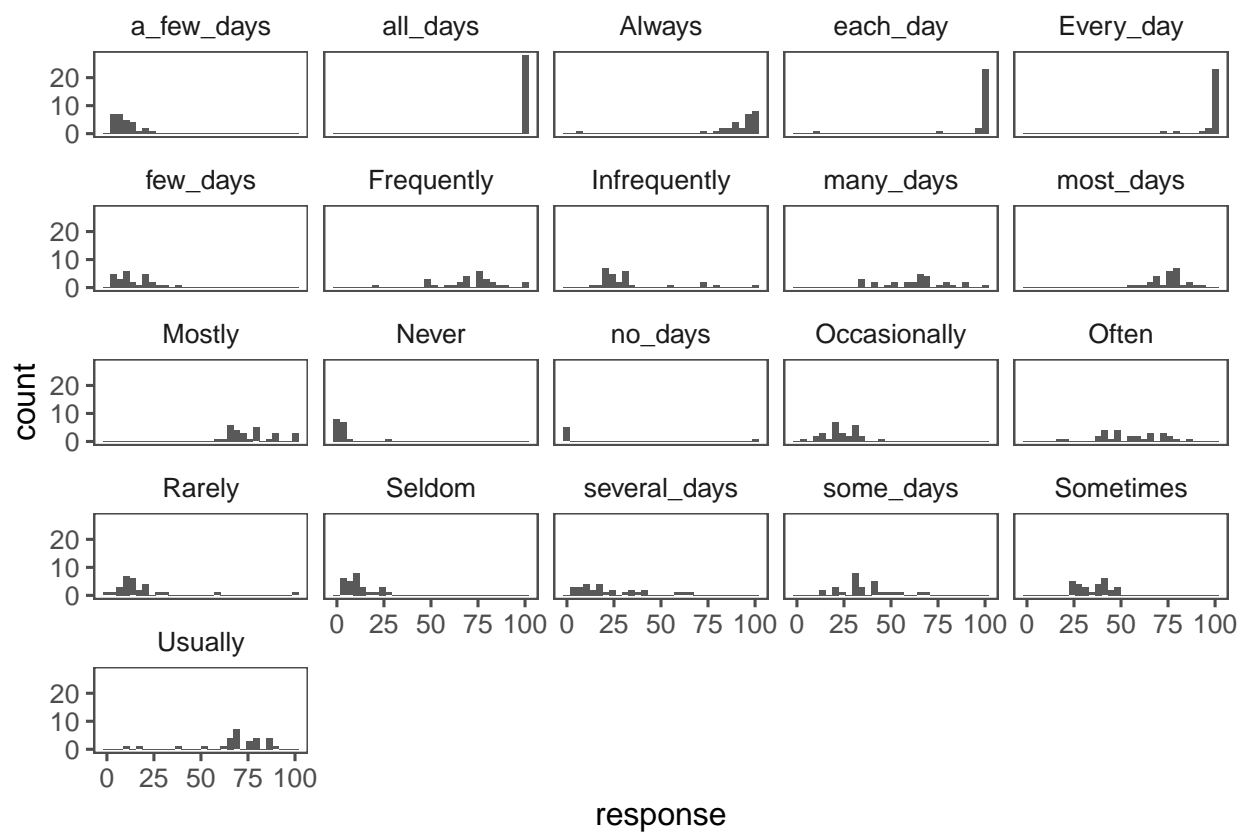 a_few_days all_days Always each_day Every_day
20
10
0
few_days Frequently Infrequently many_days most_days
20
10
0
Mostly Never no_days Occasionally Often
20
10
0
Rarely Seldom several_days some_days Sometimes
20
10
0
0 25 50 75 100 0 25 50 75 100 0 25 50 75 100 0 25 50 75 100
Usually
20
10
0
0 25 50 75 100
count
response